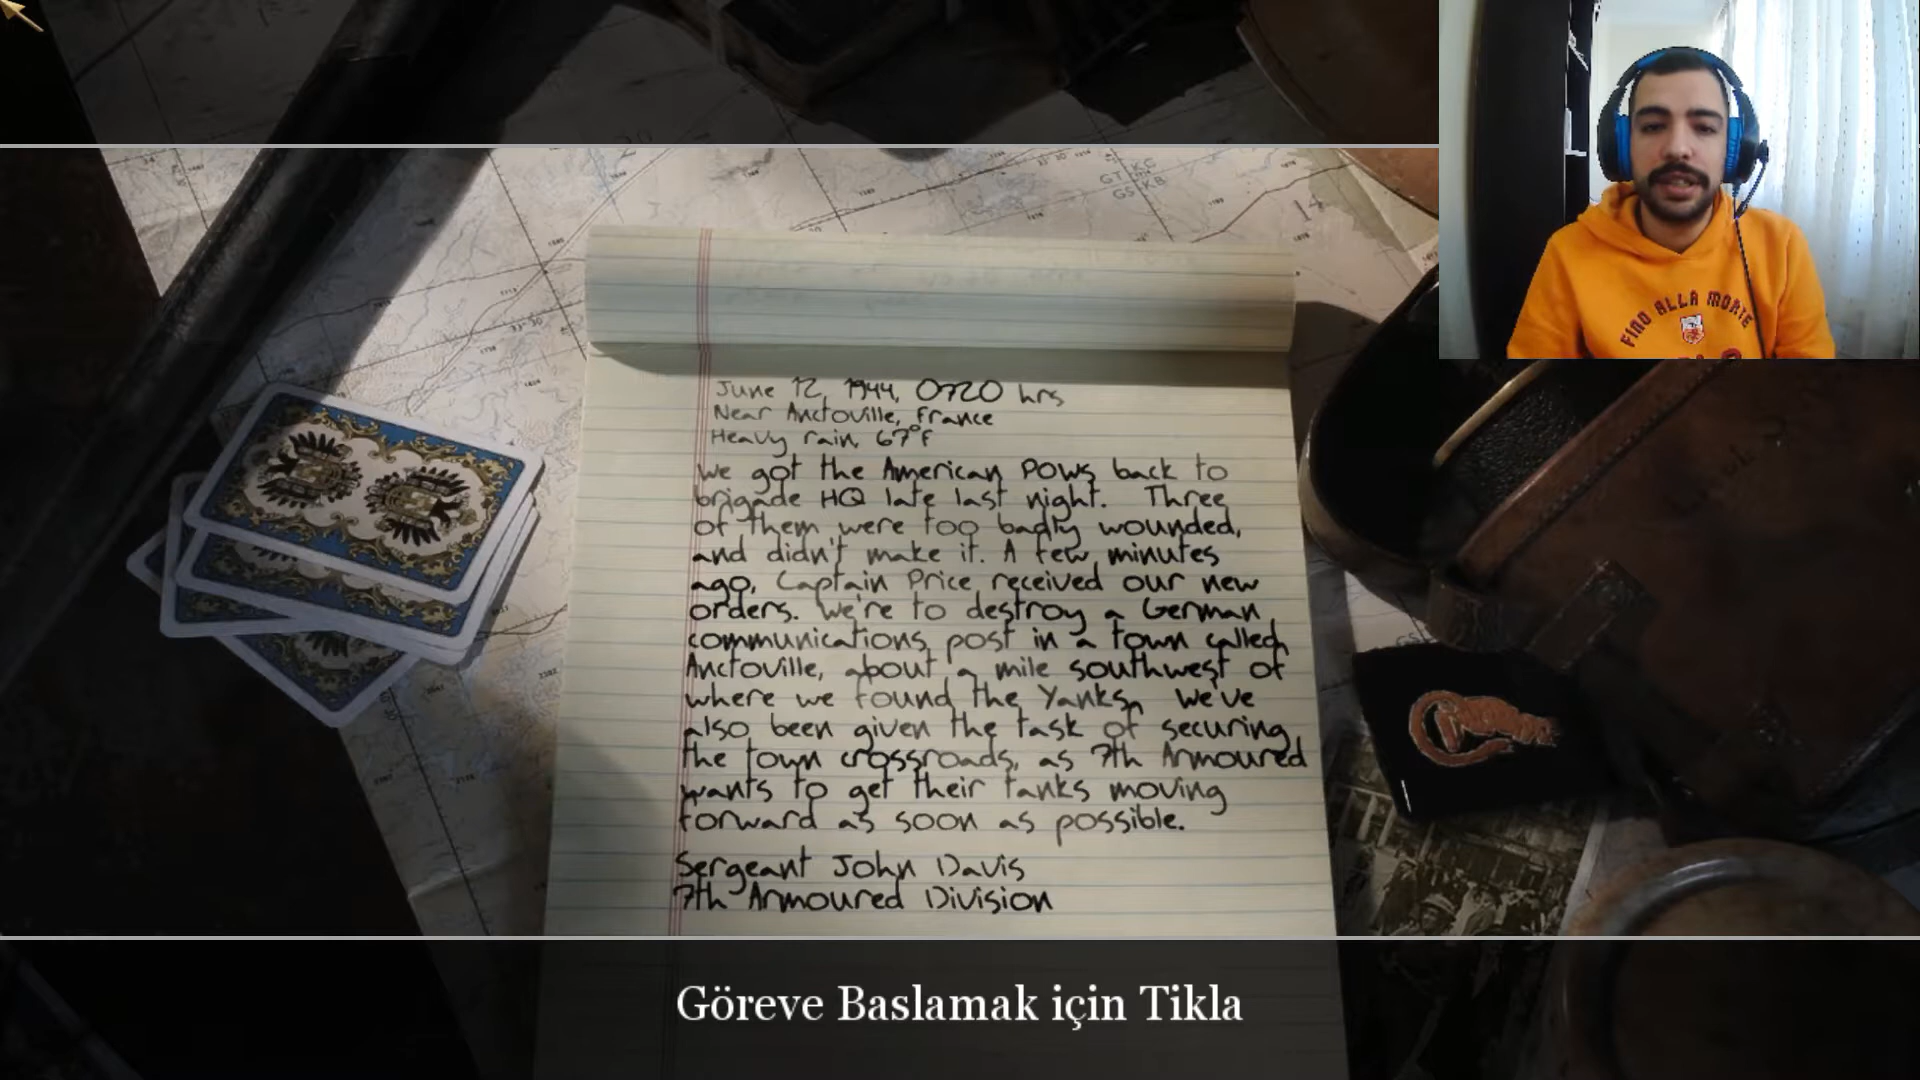 June 12, 1944, 0720 hrs
Near Anctoville, France
Heavy rain, 67°F
We got the American POWs back to
brigade HQ late last night. Three
of them were too badly wounded,
and didn't make it. A few minutes
ago, Captain Price received our new
orders. We're to destroy a German
communications post in a town called
Anctoville, about a mile southwest of
where we found the Yanks. We've
also been given the task of securing
the town crossroads, as 7th Armoured
wants to get their tanks moving
forward as soon as possible.
Sergeant John Davis
7th Armoured Division
Göreve Baslamak için Tikla
FINO ALLA MORTE